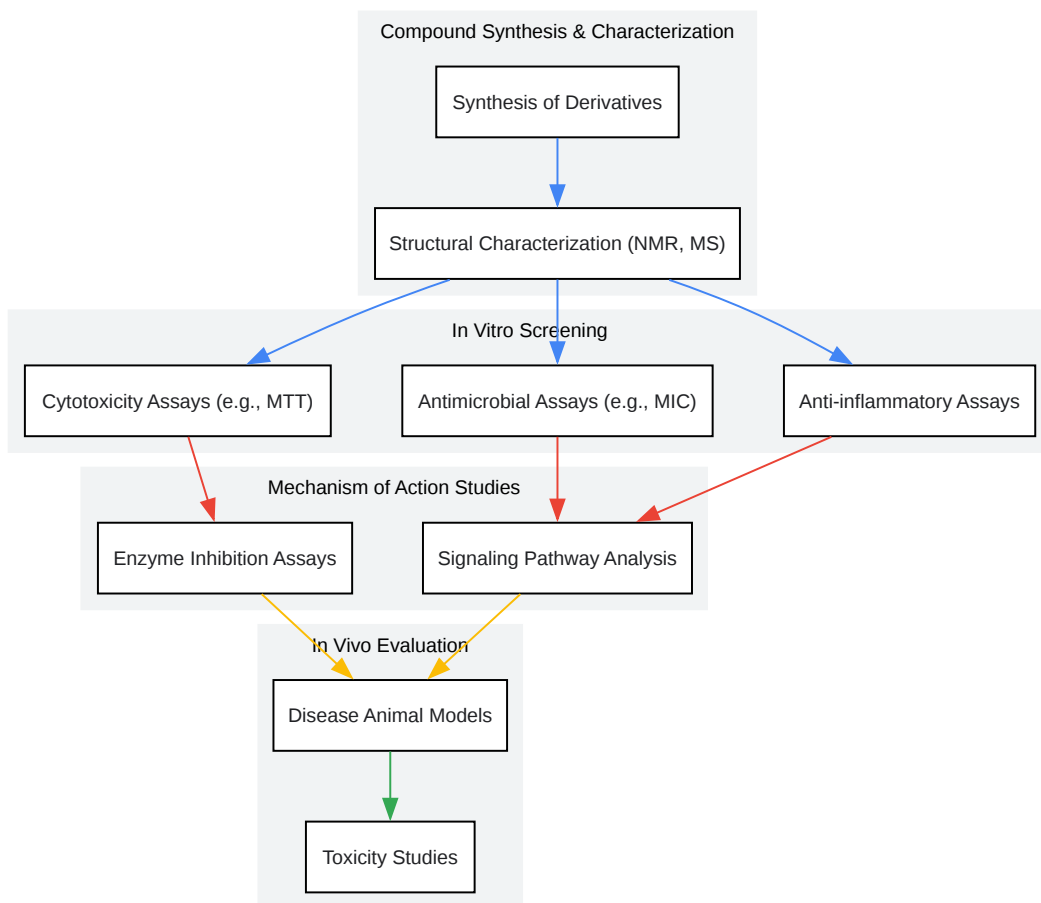 Compound Synthesis & Characterization
Synthesis of Derivatives
Structural Characterization (NMR, MS)
In Vitro Screening
Cytotoxicity Assays (e.g., MTT)
Antimicrobial Assays (e.g., MIC)
Anti-inflammatory Assays
Mechanism of Action Studies
Enzyme Inhibition Assays
Signaling Pathway Analysis
In Vivo Evaluation
Disease Animal Models
Toxicity Studies